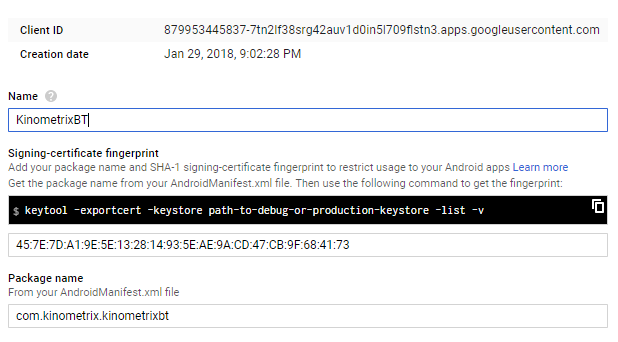 Client ID 879953445837-7tn2lf38srg42auv1d0in5l709flstn3.apps.googleusercontent.com
Creation date Jan 29, 2018, 9:02:28 PM
Name ?
KinometrixBT
Signing-certificate fingerprint
Add your package name and SHA-1 signing-certificate fingerprint to restrict usage to your Android apps Learn more
Get the package name from your AndroidManifest.xml file. Then use the following command to get the fingerprint:
$ keytool -exportcert -keystore path-to-debug-or-production-keystore -list -v
45:7E:7D:A1:9E:5E:13:28:14:93:5E:AE:9A:CD:47:CB:9F:68:41:73
Package name
From your AndroidManifest.xml file
com.kinometrix.kinometrixbt